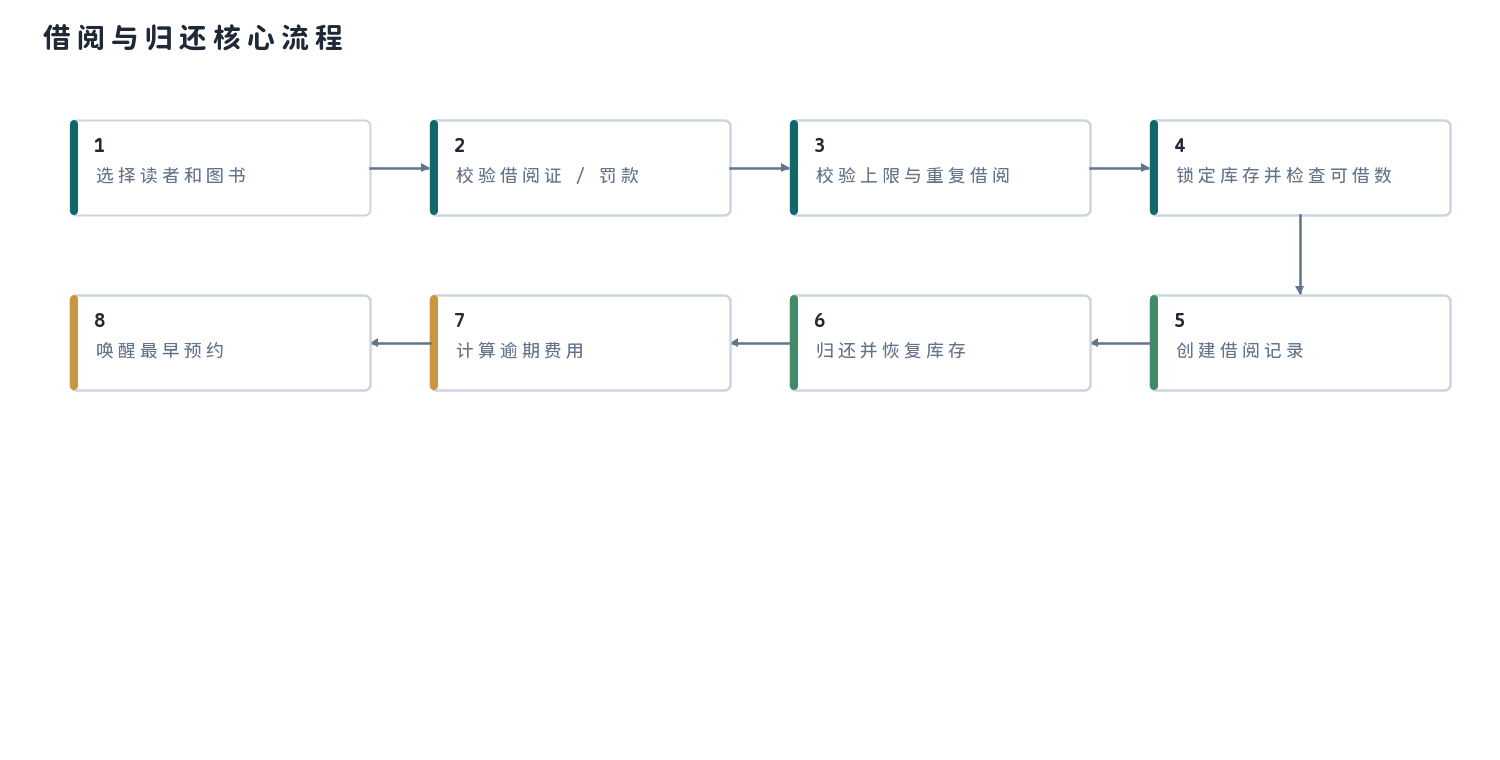 借阅与归还核心流程
1
选择读者和图书
2
校验借阅证 / 罚款
3
校验上限与重复借阅
4
锁定库存并检查可借数
5
创建借阅记录
6
归还并恢复库存
7
计算逾期费用
8
唤醒最早预约